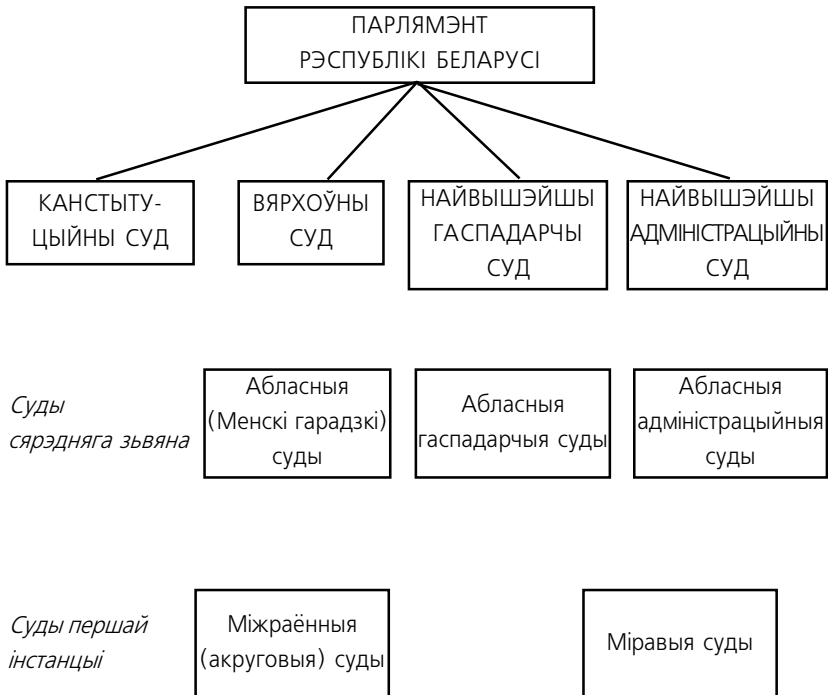 ПАРЛЯМЭНТ
РЭСПУБЛІКІ БЕЛАРУСІ
КАНСТЫТУ-
ЦЫЙНЫ СУД
ВЯРХОЎНЫ
СУД
НАЙВЫШЭЙШЫ
ГАСПАДАРЧЫ
СУД
НАЙВЫШЭЙШЫ
АДМІНІСТРАЦЫЙНЫ
СУД
Суды
сярэдняга зьвяна
Абласныя
(Менскі гарадзкі)
суды
Абласныя
гаспадарчыя суды
Абласныя
адміністрацыйныя
суды
Суды першай
інстанцыі
Міжраённыя
(акруговыя) суды
Міравыя суды